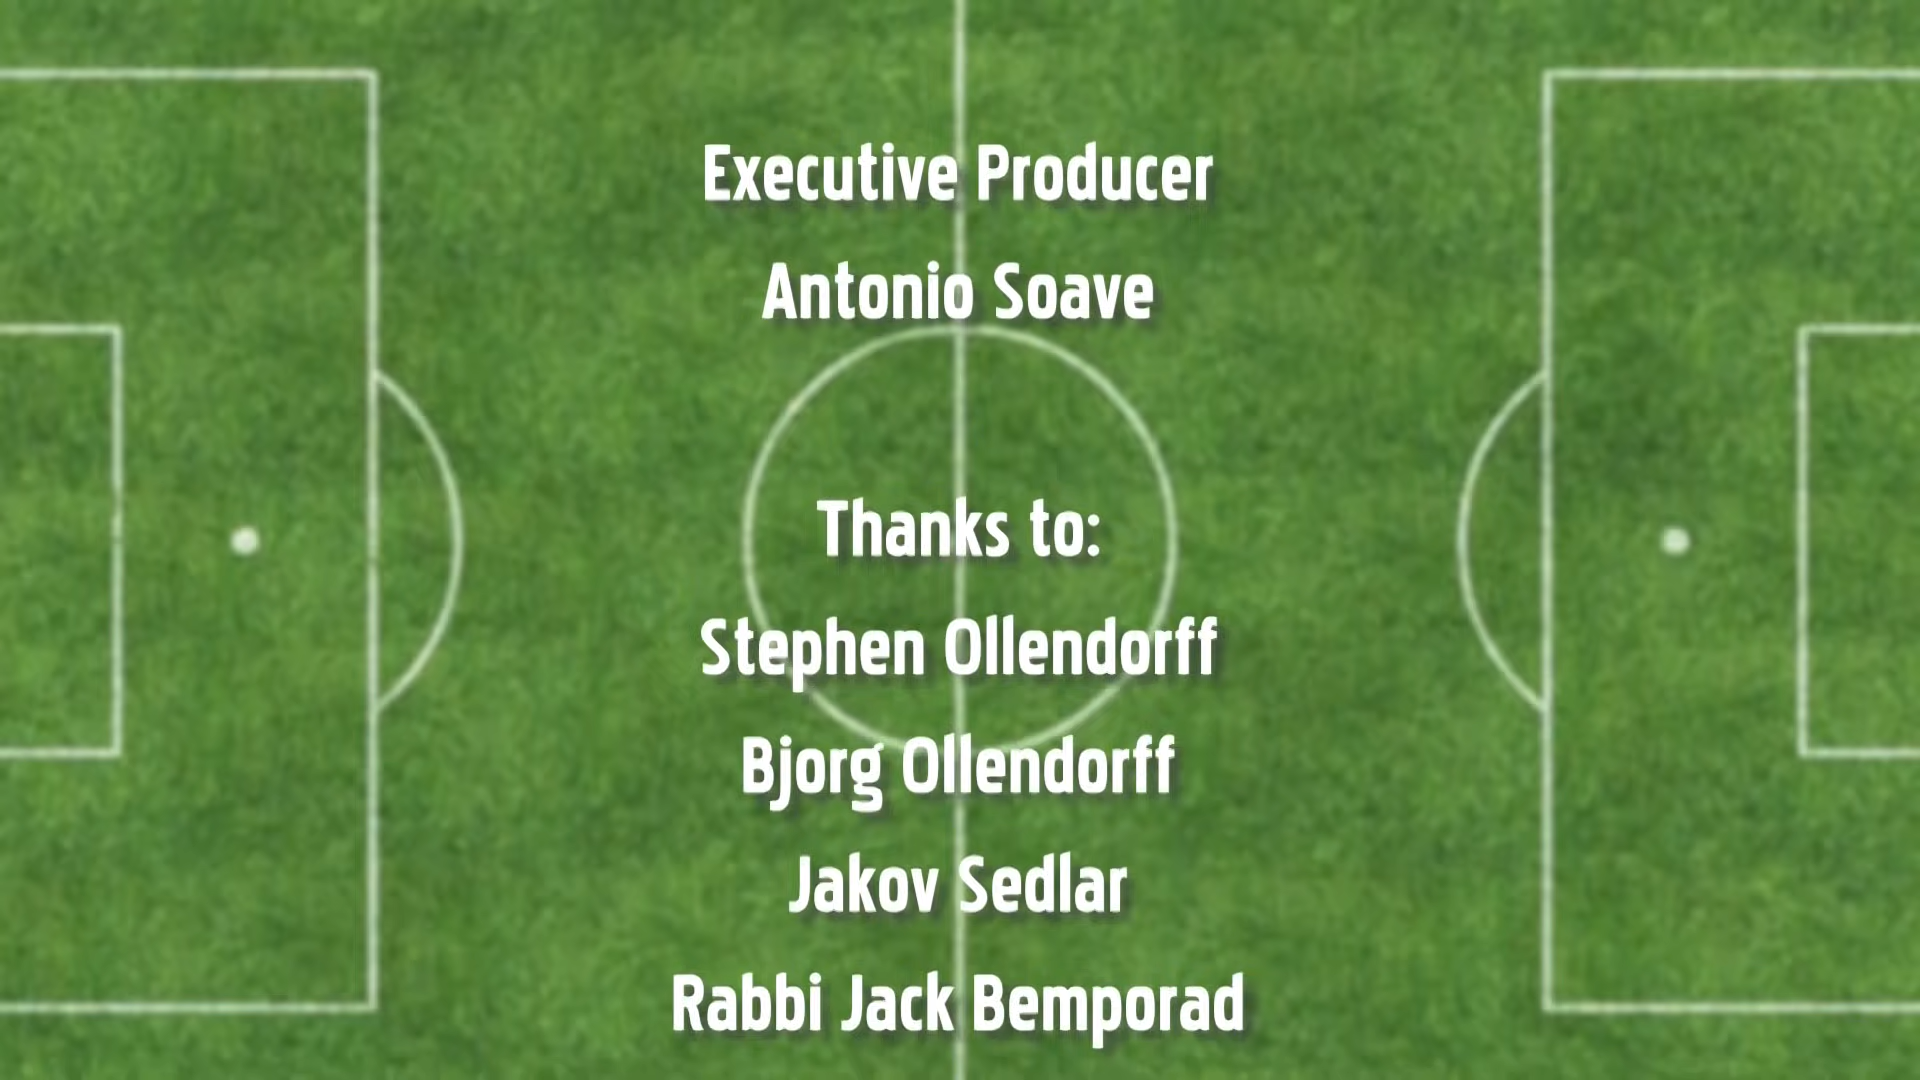 Executive Producer
Antonio Soave
Thanks to:
Stephen Ollendorff
Bjorg Ollendorff
Jakov Sedlar
Rabbi Jack Bemporad